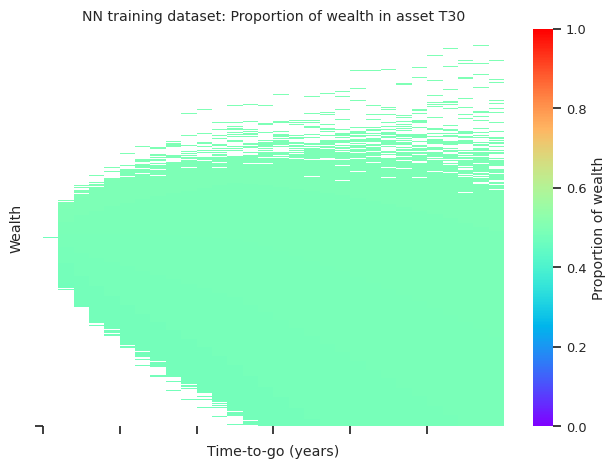 NN training dataset: Proportion of wealth in asset T30
Wealth
Time-to-go (years)
1.0
0.8
0.6
0.4
0.2
0.0
Proportion of wealth